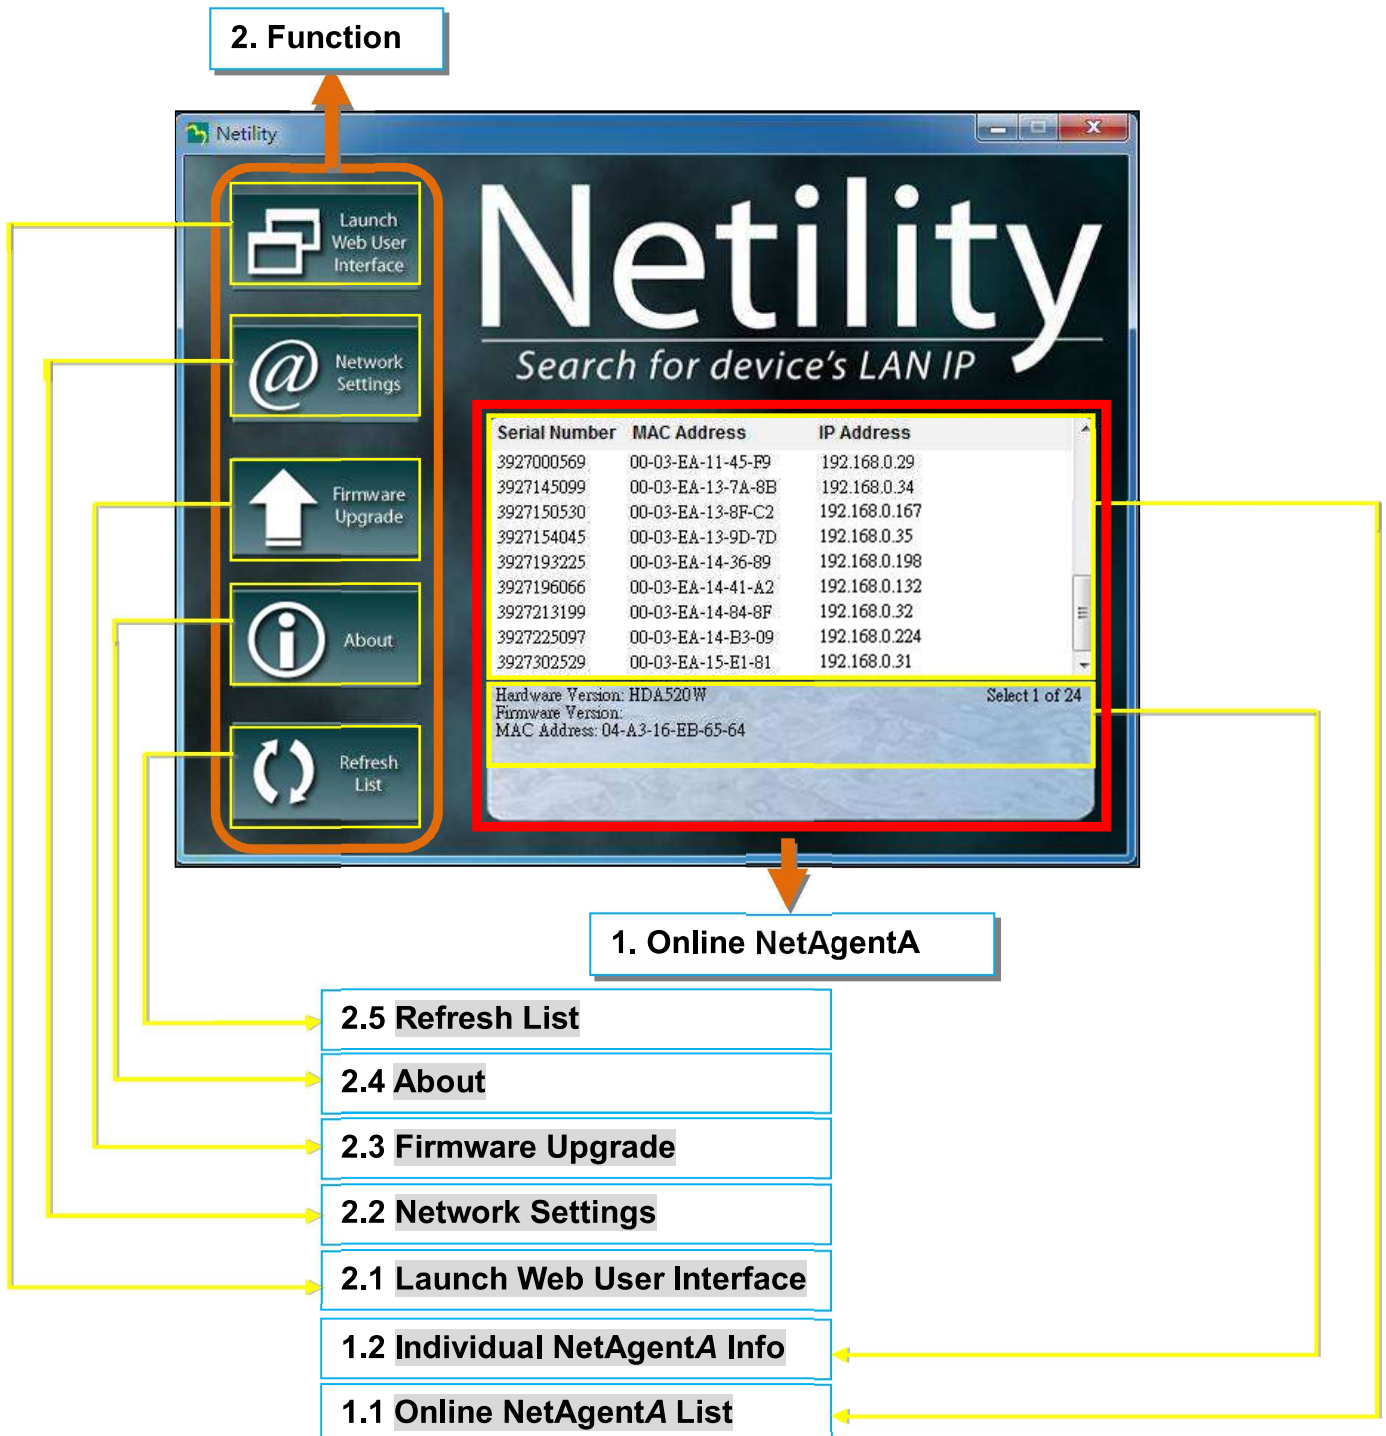 2. Function
Netility
Launch
Web User
Interface
Network
Settings
Firmware
Upgrade
About
Refresh
List
Netility
Search for device's LAN IP
Serial Number MAC Address IP Address
3927000569 00-03-EA-11-45-F9 192.168.0.29
3927145099 00-03-EA-13-7A-8B 192.168.0.34
3927150530 00-03-EA-13-8F-C2 192.168.0.167
3927154045 00-03-EA-13-9D-7D 192.168.0.35
3927193225 00-03-EA-14-36-89 192.168.0.198
3927196066 00-03-EA-14-41-A2 192.168.0.132
3927213199 00-03-EA-14-84-8F 192.168.0.32
3927225097 00-03-EA-14-B3-09 192.168.0.224
3927302529 00-03-EA-15-E1-81 192.168.0.31
Hardware Version: HDA520W Select 1 of 24
Firmware Version:
MAC Address: 04-A3-16-EB-65-64
1. Online NetAgentA
2.5 Refresh List
2.4 About
2.3 Firmware Upgrade
2.2 Network Settings
2.1 Launch Web User Interface
1.2 Individual NetAgentA Info
1.1 Online NetAgentA List